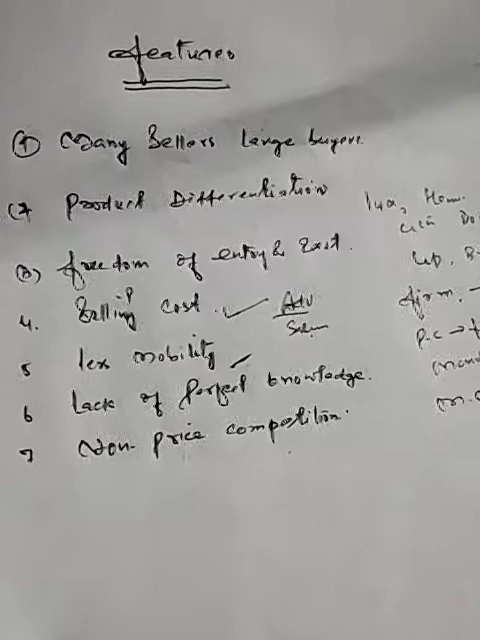 features
① Many Sellers Large buyers.
(2) Product Differentiation
(3) freedom of entry & Exit.
4. Selling cost. ✓ Adv
5 less mobility
6 Lack of perfect knowledge.
7 Non-Price competition.
firm.
P.C →